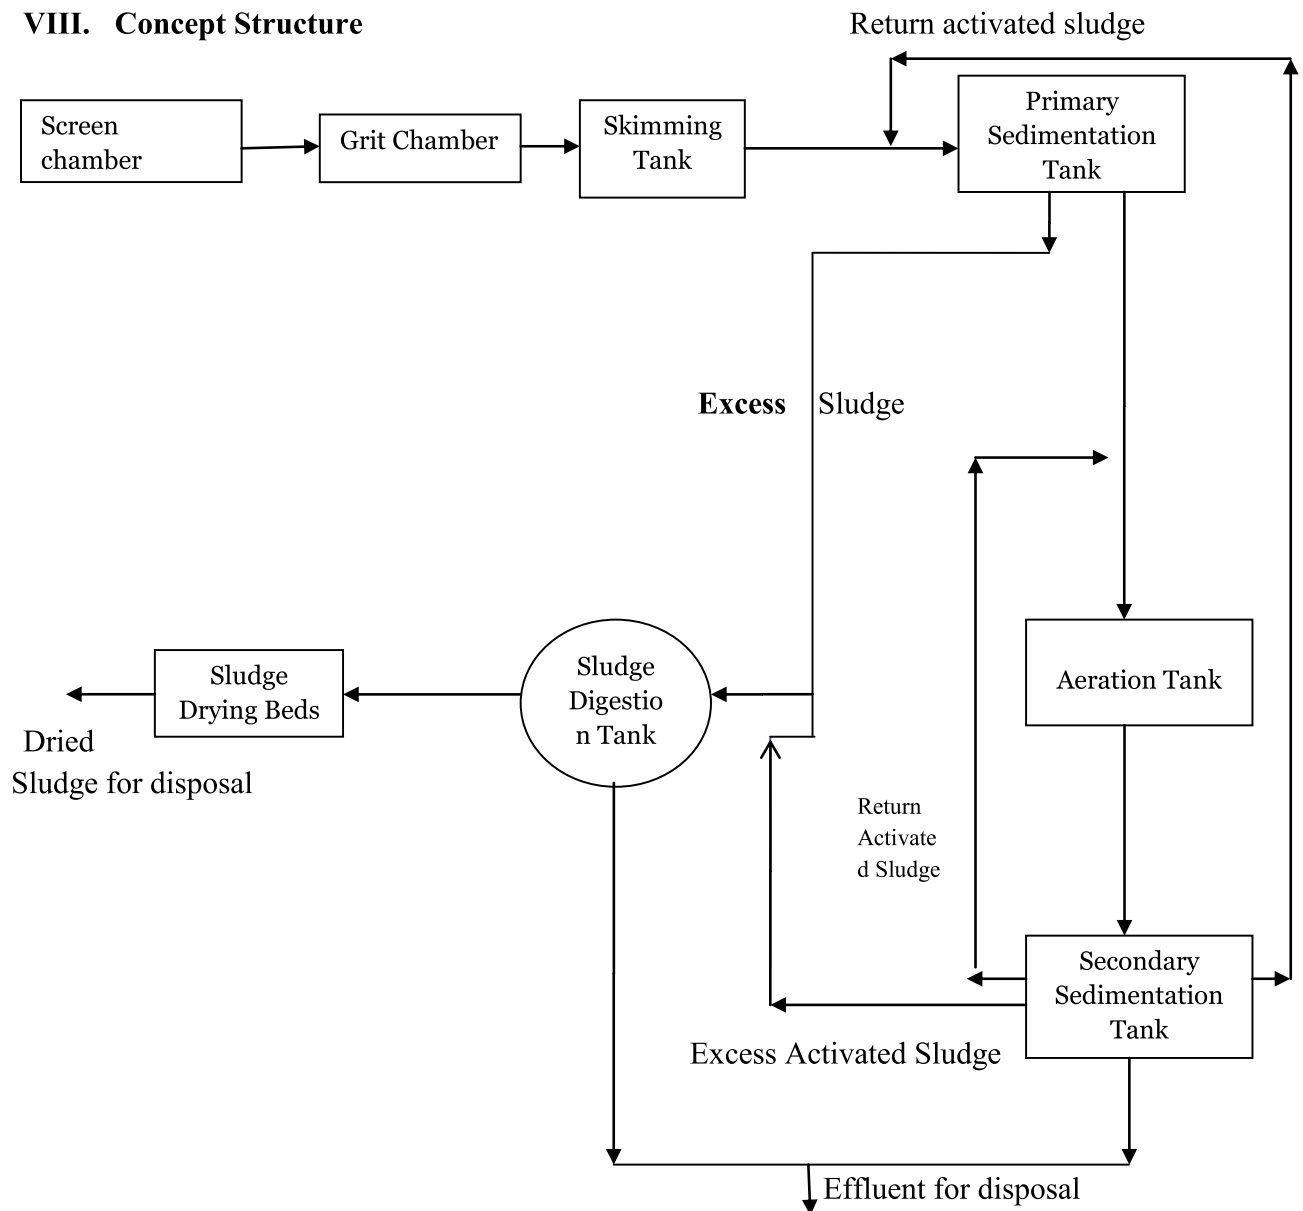 VIII. Concept Structure
Return activated sludge
Screen
chamber
Grit Chamber
Skimming
Tank
Primary
Sedimentation
Tank
Excess Sludge
Sludge
Drying Beds
Sludge
Digestio
n Tank
Aeration Tank
Dried
Sludge for disposal
Return
Activate
d Sludge
Secondary
Sedimentation
Tank
Excess Activated Sludge
Effluent for disposal